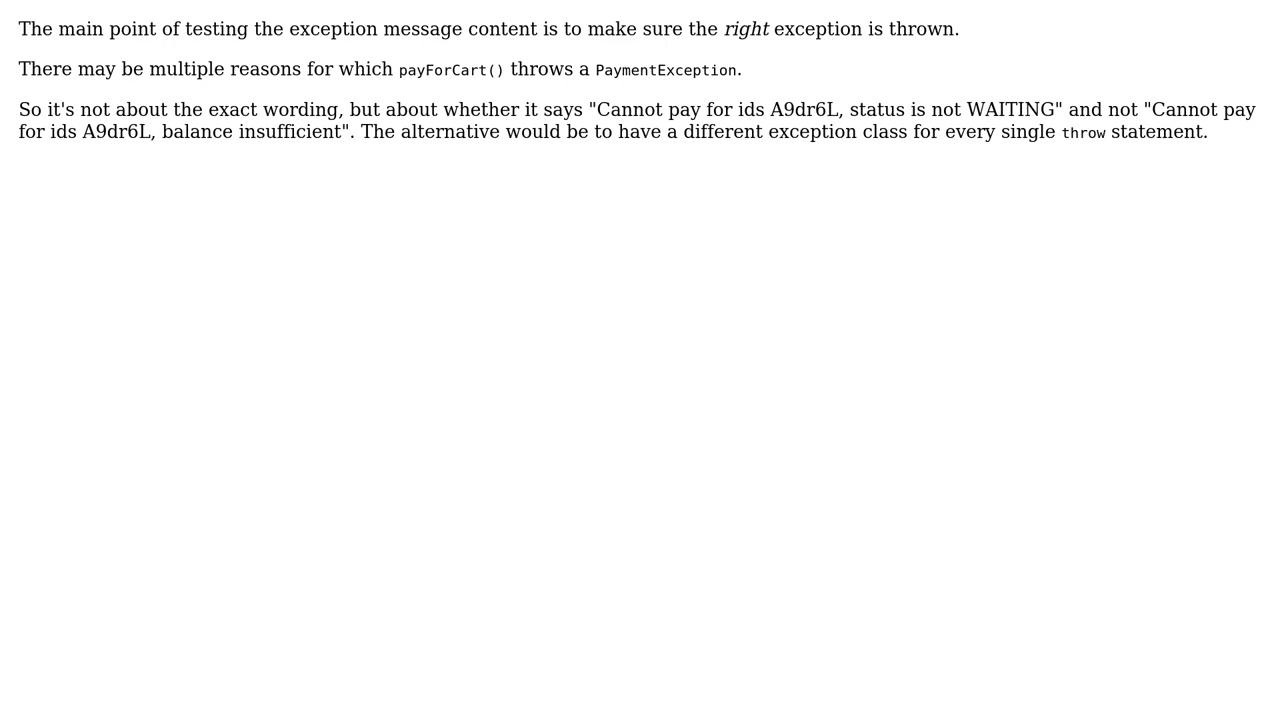 The main point of testing the exception message content is to make sure the right exception is thrown.
There may be multiple reasons for which payForCart() throws a PaymentException.
So it's not about the exact wording, but about whether it says "Cannot pay for ids A9dr6L, status is not WAITING" and not "Cannot pay
for ids A9dr6L, balance insufficient". The alternative would be to have a different exception class for every single throw statement.